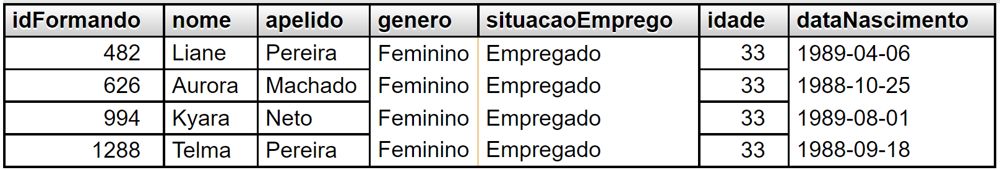 idFormando nome apelido genero situacaoEmprego idade dataNascimento
482 Liane Pereira Feminino Empregado 33 1989-04-06
626 Aurora Machado Feminino Empregado 33 1988-10-25
994 Kyara Neto Feminino Empregado 33 1989-08-01
1288 Telma Pereira Feminino Empregado 33 1988-09-18